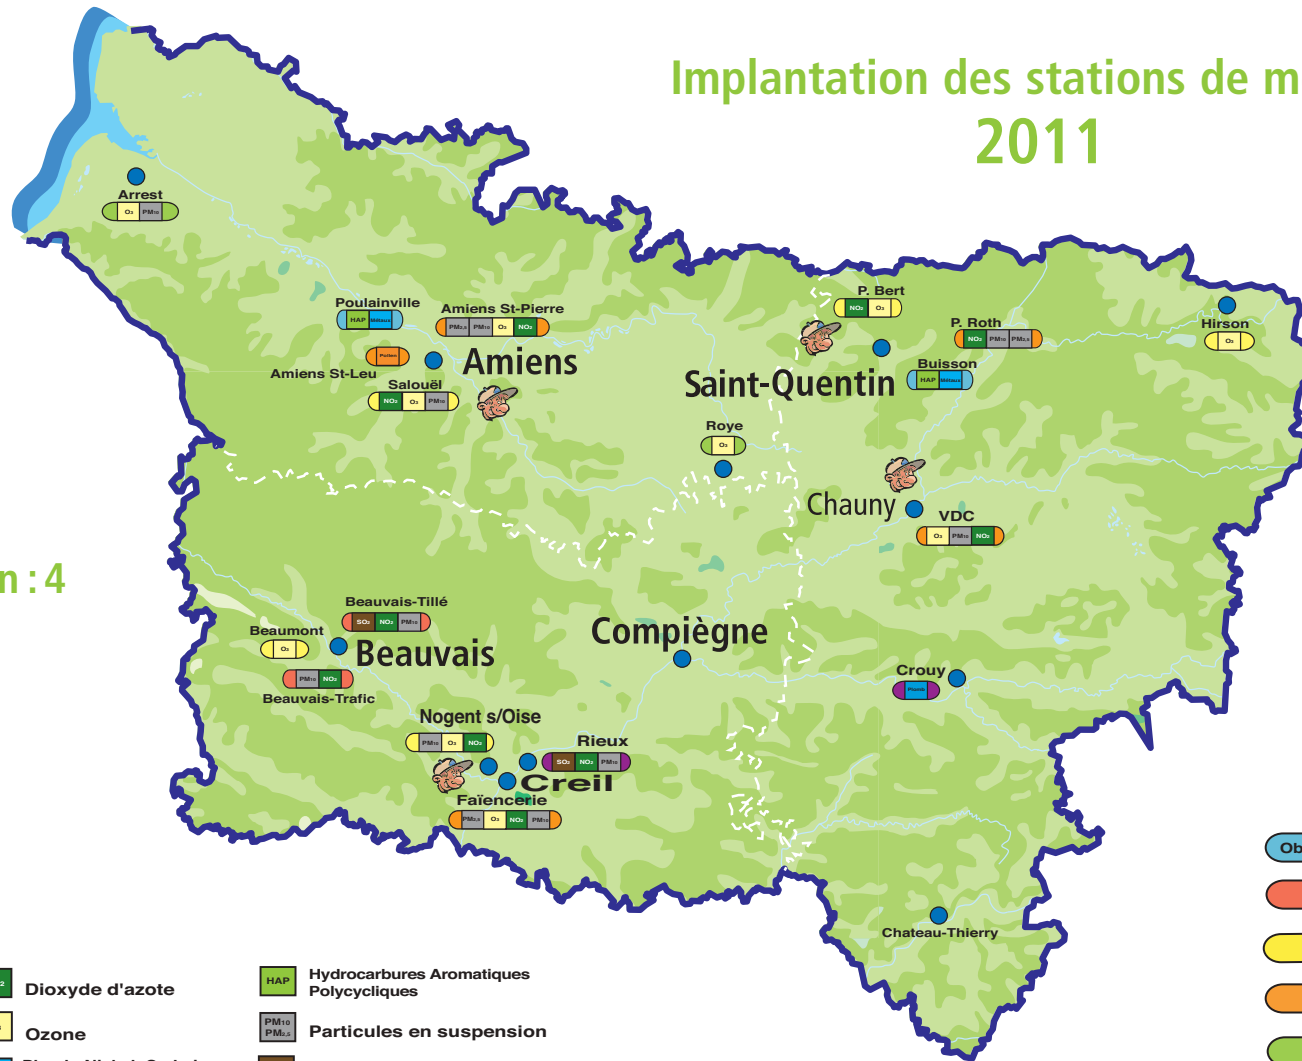 Implantation des stations de m
2011
Arrest
O₃ PM₁₀
Poulainville
HAP Métaux
Amiens St-Pierre
PM₂,₅ PM₁₀ O₃ NO₂
Amiens
Amiens St-Leu
Salouël
NO₂ O₃ PM₁₀
P. Bert
NO₂ O₃
Saint-Quentin
P. Roth
NO₂ PM₁₀ PM₂,₅
Buisson
HAP Métaux
Hirson
O₃
Roye
O₃
Chauny
VDC
O₃ PM₁₀ NO₂
n : 4
Beauvais-Tillé
SO₂ NO₂ PM₁₀
Beaumont
O₃
Beauvais
PM₁₀ NO₂
Beauvais-Trafic
Compiègne
Crouy
Plomb
Nogent s/Oise
PM₁₀ O₃ NO₂
Rieux
SO₂ NO₂ PM₁₀
Creil
Faïencerie
PM₂,₅ O₃ NO₂ PM₁₀
Chateau-Thierry
Ob
Dioxyde d'azote
HAP Hydrocarbures Aromatiques
Polycycliques
Ozone
PM10
PM₂,₅ Particules en suspension